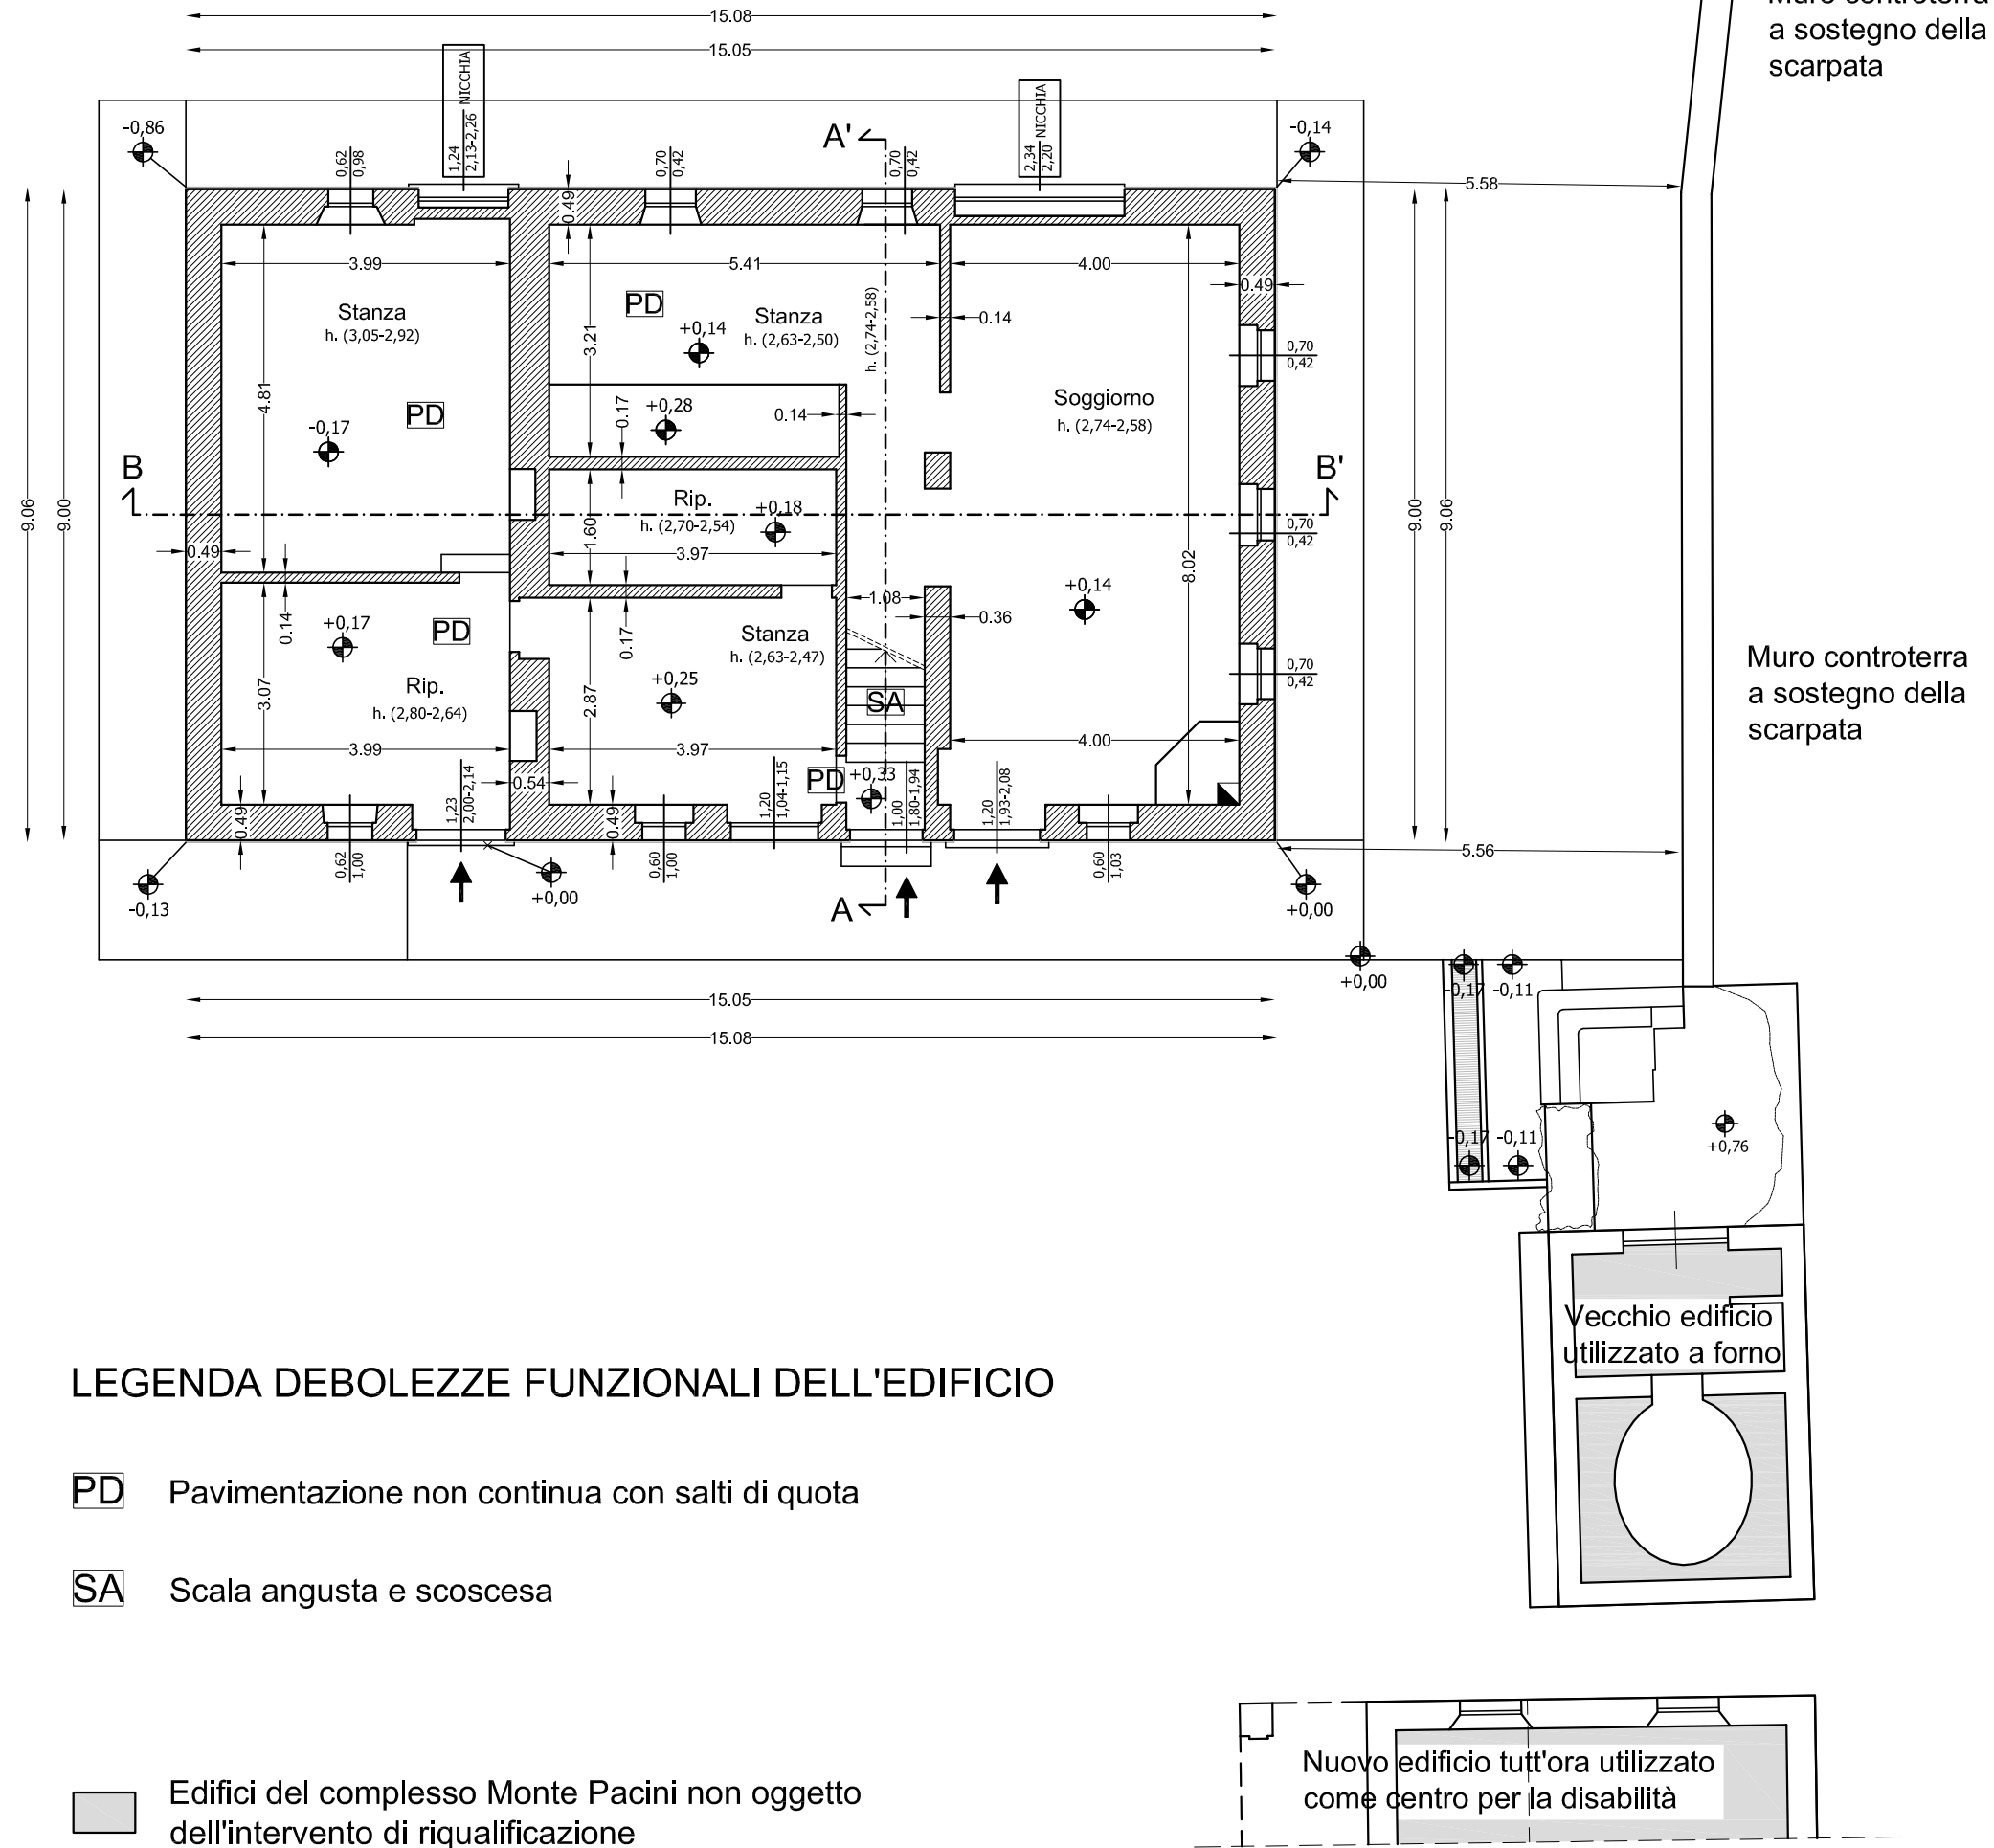 15.08
15.05
Muro controterra
a sostegno della
scarpata
NICCHIA
1,24
2,13-2,26
NICCHIA
2,34
2,20
-0,86
0,62
0,98
0,70
0,42
A'
0,70
0,42
-0,14
5.58
0.49
3.99
5.41
4.00
0.49
Stanza
h. (3,05-2,92)
PD
+0,14
Stanza
h. (2,63-2,50)
h. (2,74-2,58)
0.14
0,70
0,42
3.21
4.81
PD
-0,17
0.17
+0,28
0.14
Soggiorno
h. (2,74-2,58)
B
B'
9.06
9.00
9.00
9.06
Rip.
h. (2,70-2,54)
+0,18
1.60
3.97
0,70
0,42
0.49
8.02
+0,14
1.08
0.36
0.14
+0,17
PD
0.17
Stanza
h. (2,63-2,47)
0,70
0,42
Muro controterra
a sostegno della
scarpata
3.07
Rip.
h. (2,80-2,64)
+0,25
2.87
SA
3.99
3.97
4.00
0.54
PD
+0,33
0.49
1,23
2,00-2,14
0.49
1,20
1,04-1,15
1,00
1,80-1,94
1,20
1,93-2,08
0,62
1,00
0,60
1,00
0,60
1,03
5.56
-0,13
+0,00
A
+0,00
+0,00
-0,17
-0,11
15.05
15.08
-0,17
-0,11
+0,76
Vecchio edificio
utilizzato a forno
LEGENDA DEBOLEZZE FUNZIONALI DELL'EDIFICIO
PD Pavimentazione non continua con salti di quota
SA Scala angusta e scoscesa
Nuovo edificio tutt'ora utilizzato
come centro per la disabilità
Edifici del complesso Monte Pacini non oggetto
dell'intervento di riqualificazione